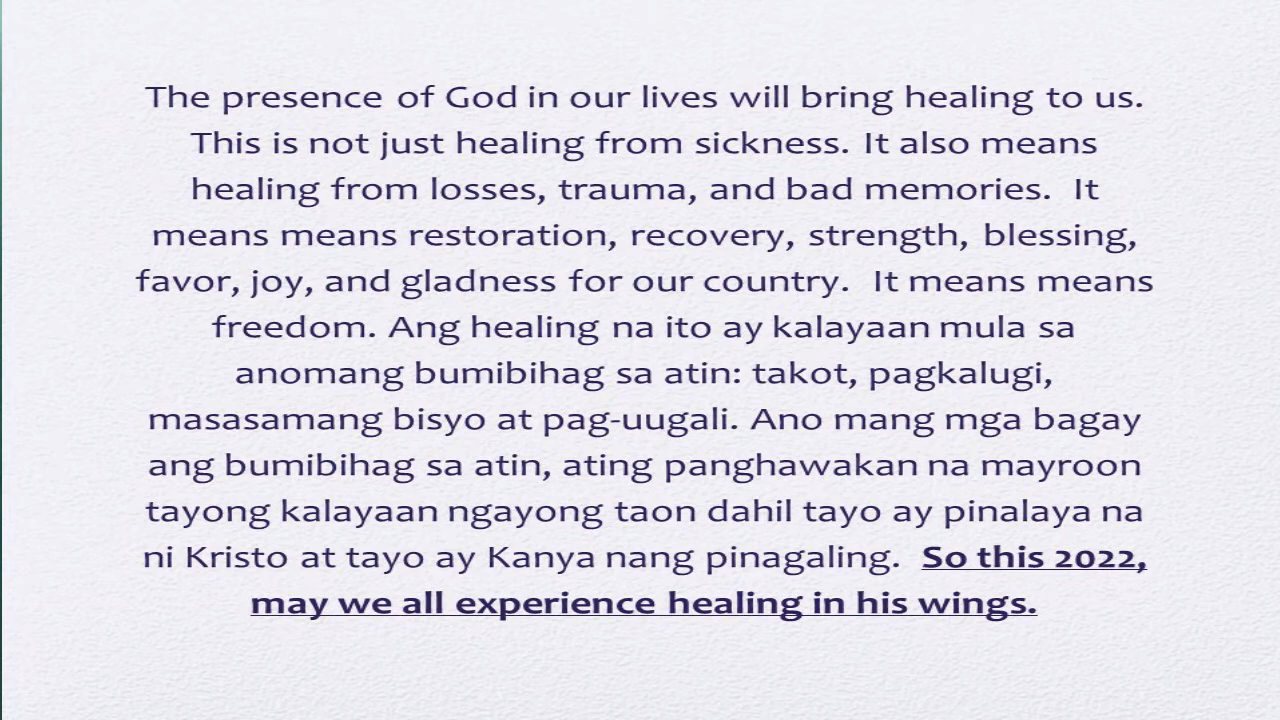 The presence of God in our lives will bring healing to us.
This is not just healing from sickness. It also means
healing from losses, trauma, and bad memories. It
means means restoration, recovery, strength, blessing,
favor, joy, and gladness for our country. It means means
freedom. Ang healing na ito ay kalayaan mula sa
anomang bumibihag sa atin: takot, pagkalugi,
masasamang bisyo at pag-uugali. Ano mang mga bagay
ang bumibihag sa atin, ating panghawakan na mayroon
tayong kalayaan ngayong taon dahil tayo ay pinalaya na
ni Kristo at tayo ay Kanya nang pinagaling. So this 2022,
may we all experience healing in his wings.